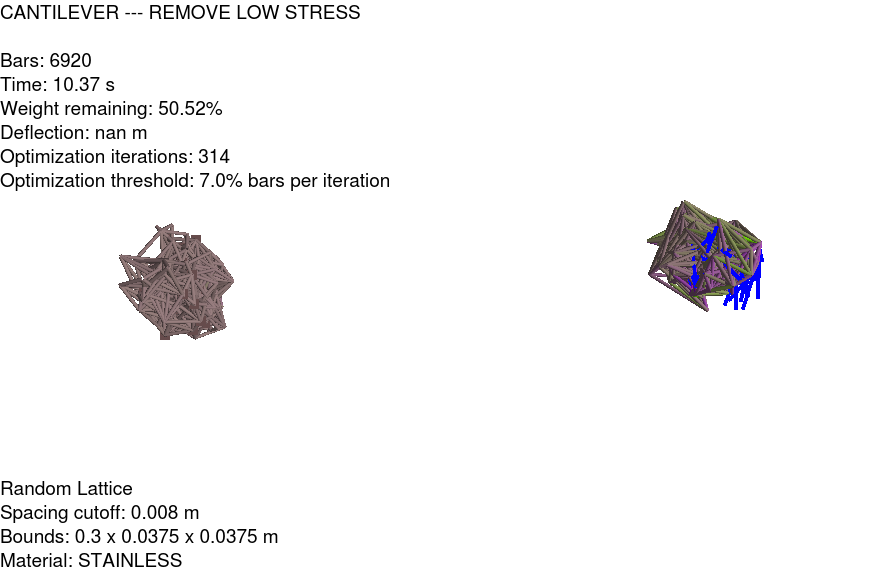 CANTILEVER --- REMOVE LOW STRESS
Bars: 6920
Time: 10.37 s
Weight remaining: 50.52%
Deflection: nan m
Optimization iterations: 314
Optimization threshold: 7.0% bars per iteration
Random Lattice
Spacing cutoff: 0.008 m
Bounds: 0.3 x 0.0375 x 0.0375 m
Material: STAINLESS